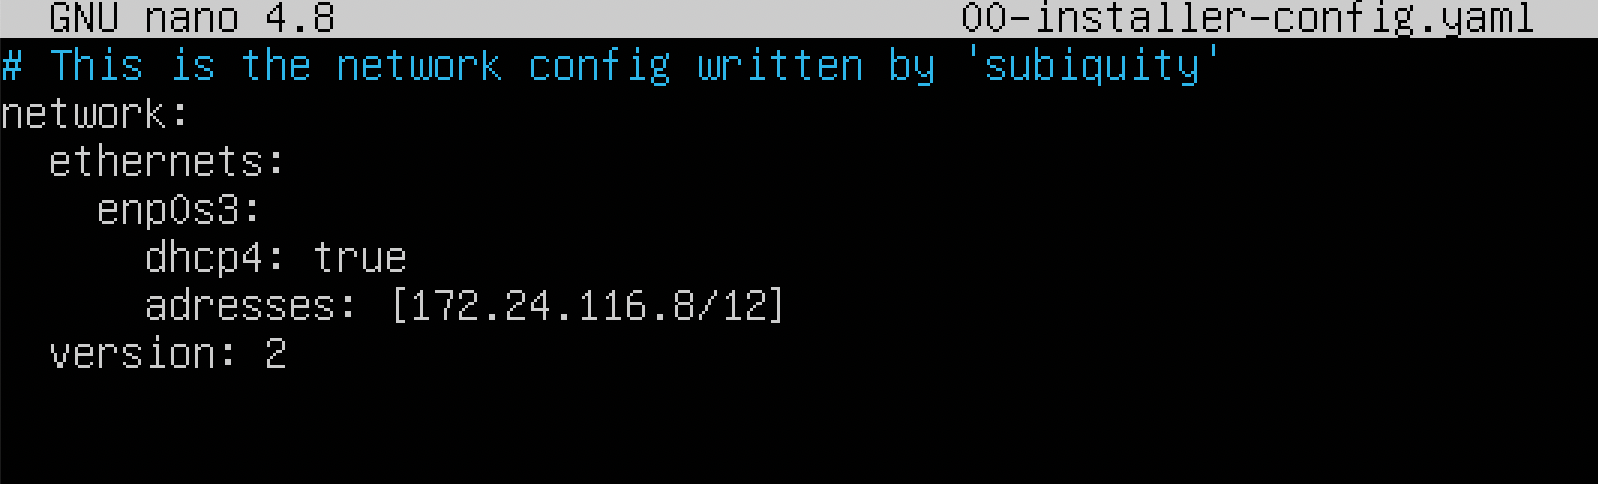 GNU nano 4.8 00-installer-config.yaml
# This is the network config written by 'subiquity'
network:
  ethernets:
    enp0s3:
      dhcp4: true
      adresses: [172.24.116.8/12]
  version: 2